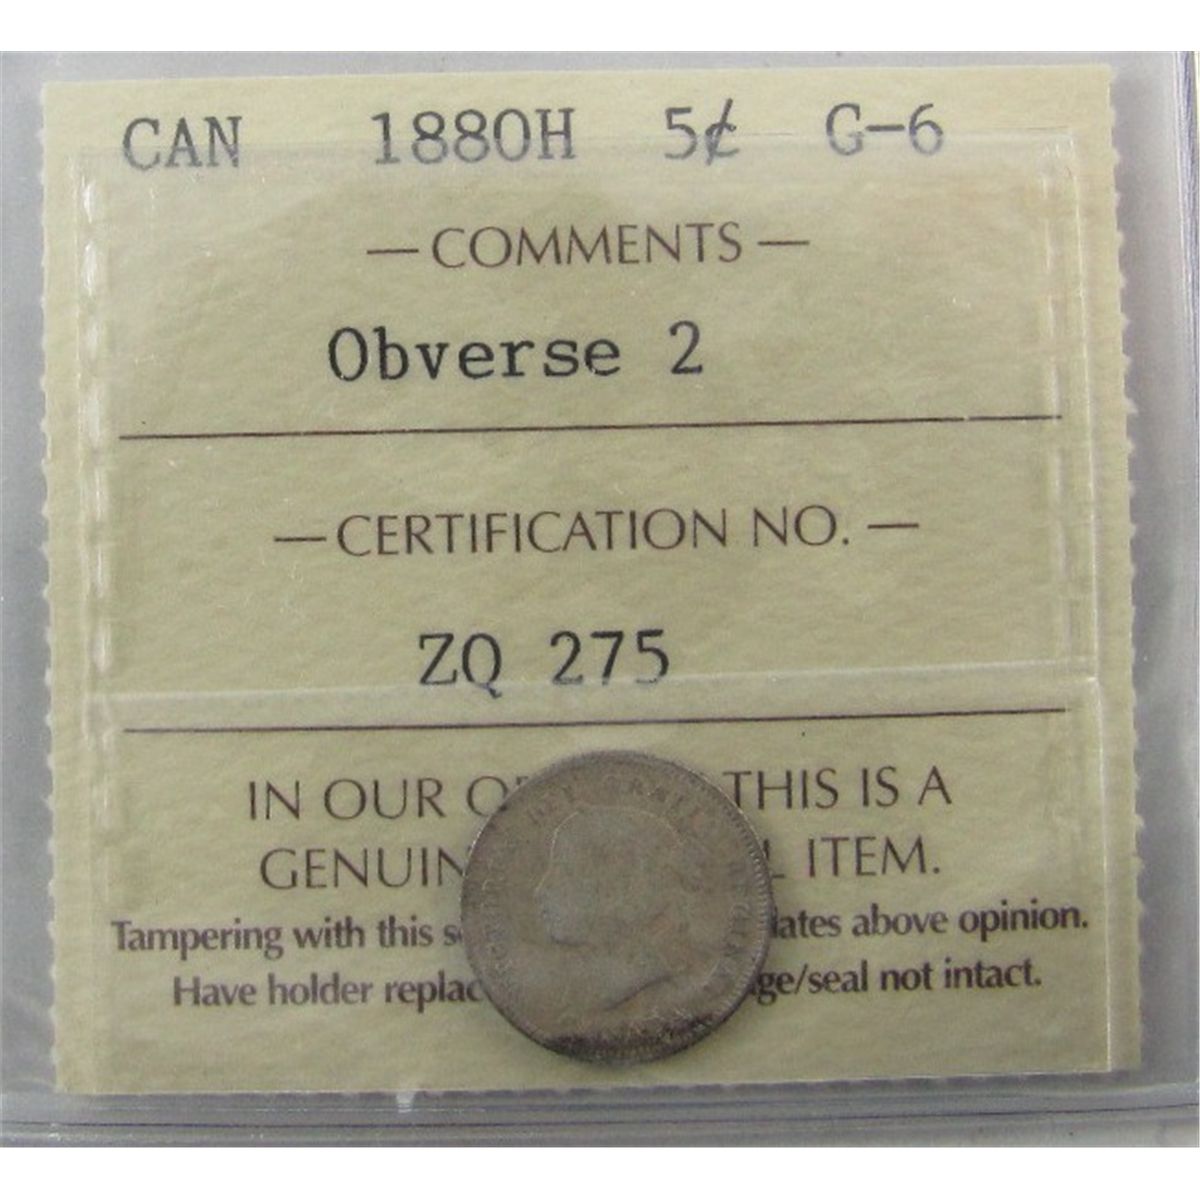 CAN 1880H 5¢ G-6
— COMMENTS —
Obverse 2
— CERTIFICATION NO. —
ZQ 275
IN OUR THIS IS A
GENUIN ITEM.
Tampering with this above opinion.
Have holder replac ge/seal not intact.